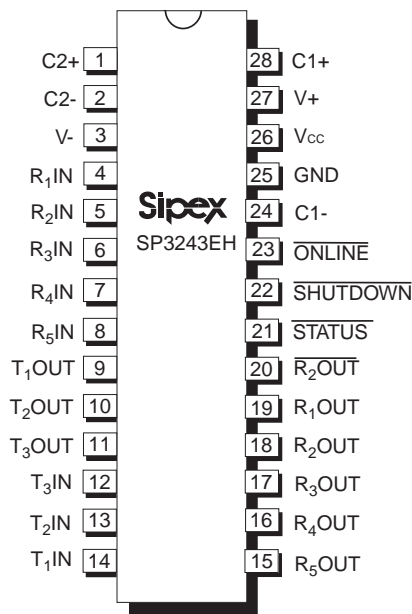 C2+ 1 28 C1+
C2- 2 27 V+
V- 3 26 Vcc
R1IN 4 25 GND
R2IN 5 Sipex 24 C1-
R3IN 6 SP3243EH 23 ONLINE
R4IN 7 22 SHUTDOWN
R5IN 8 21 STATUS
T1OUT 9 20 R2OUT
T2OUT 10 19 R1OUT
T3OUT 11 18 R2OUT
T3IN 12 17 R3OUT
T2IN 13 16 R4OUT
T1IN 14 15 R5OUT